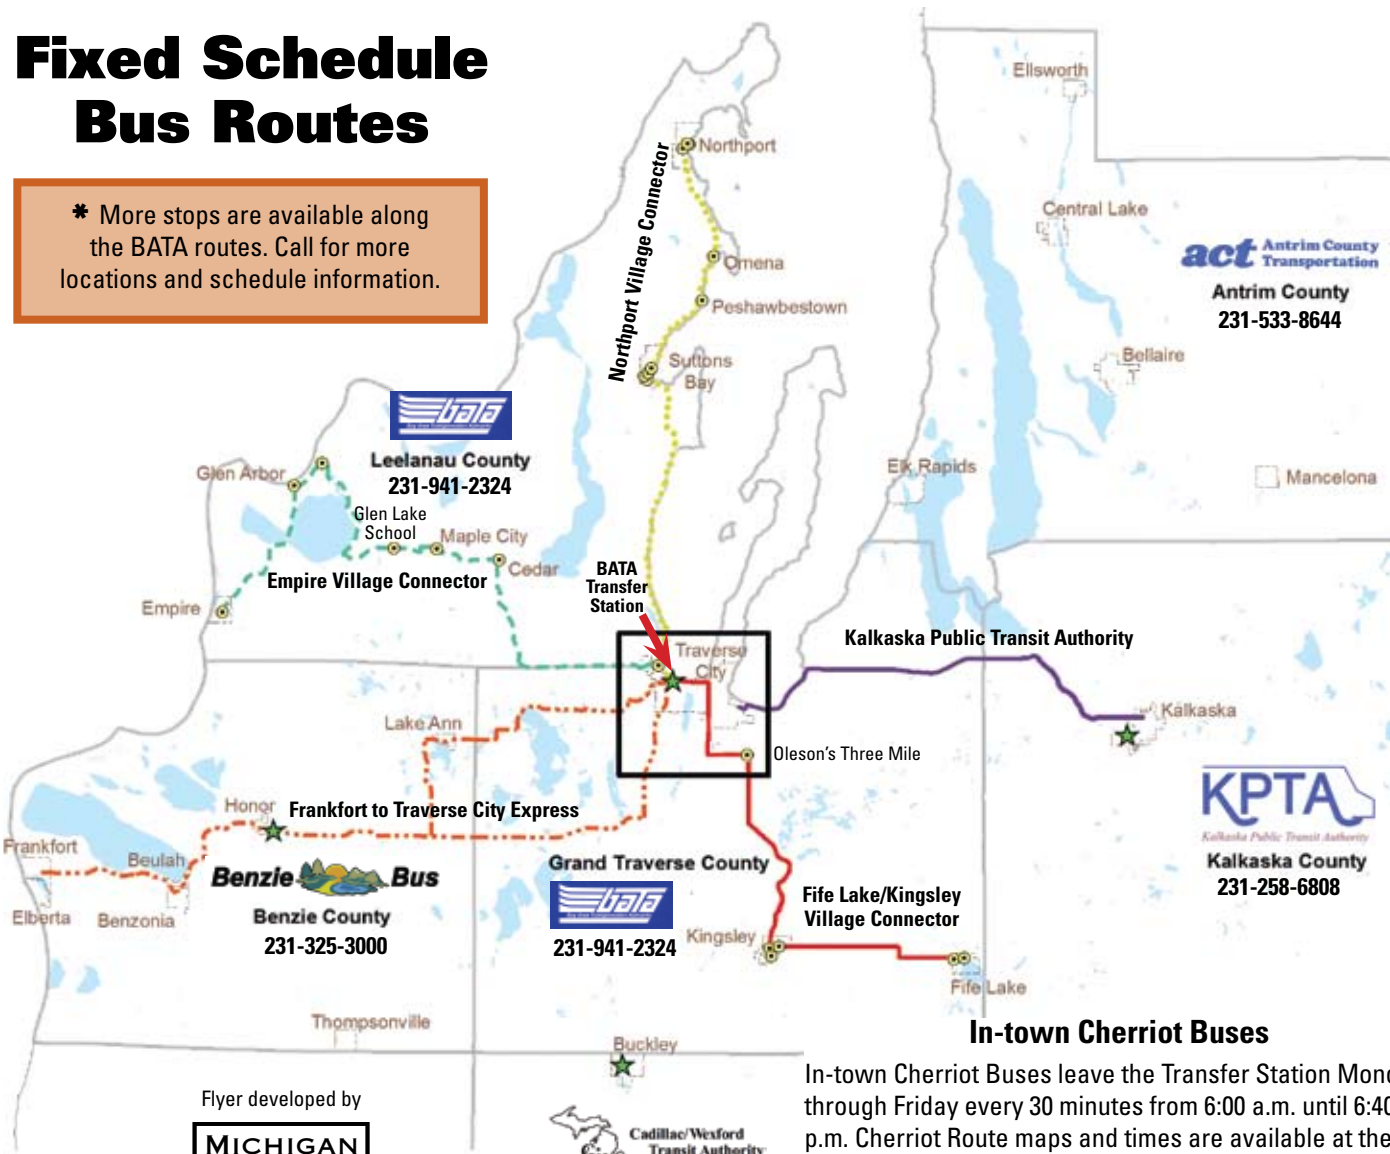 Fixed Schedule
Bus Routes
* More stops are available along
the BATA routes. Call for more
locations and schedule information.
Northport
Northport Village Connector
Omena
Peshawbestown
Suttons
Bay
Ellsworth
Central Lake
act Antrim County
Transportation
Antrim County
231-533-8644
Bellaire
Elk Rapids
Mancelona
bata
Leelanau County
231-941-2324
Glen Arbor
Glen Lake
School
Maple City
Cedar
Empire Village Connector
Empire
BATA
Transfer
Station
Traverse
City
Kalkaska Public Transit Authority
Kalkaska
Oleson's Three Mile
KPTA
Kalkaska Public Transit Authority
Kalkaska County
231-258-6808
Lake Ann
Honor
Frankfort to Traverse City Express
Frankfort
Beulah
Elberta
Benzonia
Benzie Bus
Benzie County
231-325-3000
Grand Traverse County
bata
231-941-2324
Fife Lake/Kingsley
Village Connector
Kingsley
Fife Lake
Thompsonville
Buckley
Flyer developed by
MICHIGAN
Cadillac/Wexford
Transit Authority
In-town Cherriot Buses
In-town Cherriot Buses leave the Transfer Station Mond
through Friday every 30 minutes from 6:00 a.m. until 6:40
p.m. Cherriot Route maps and times are available at the